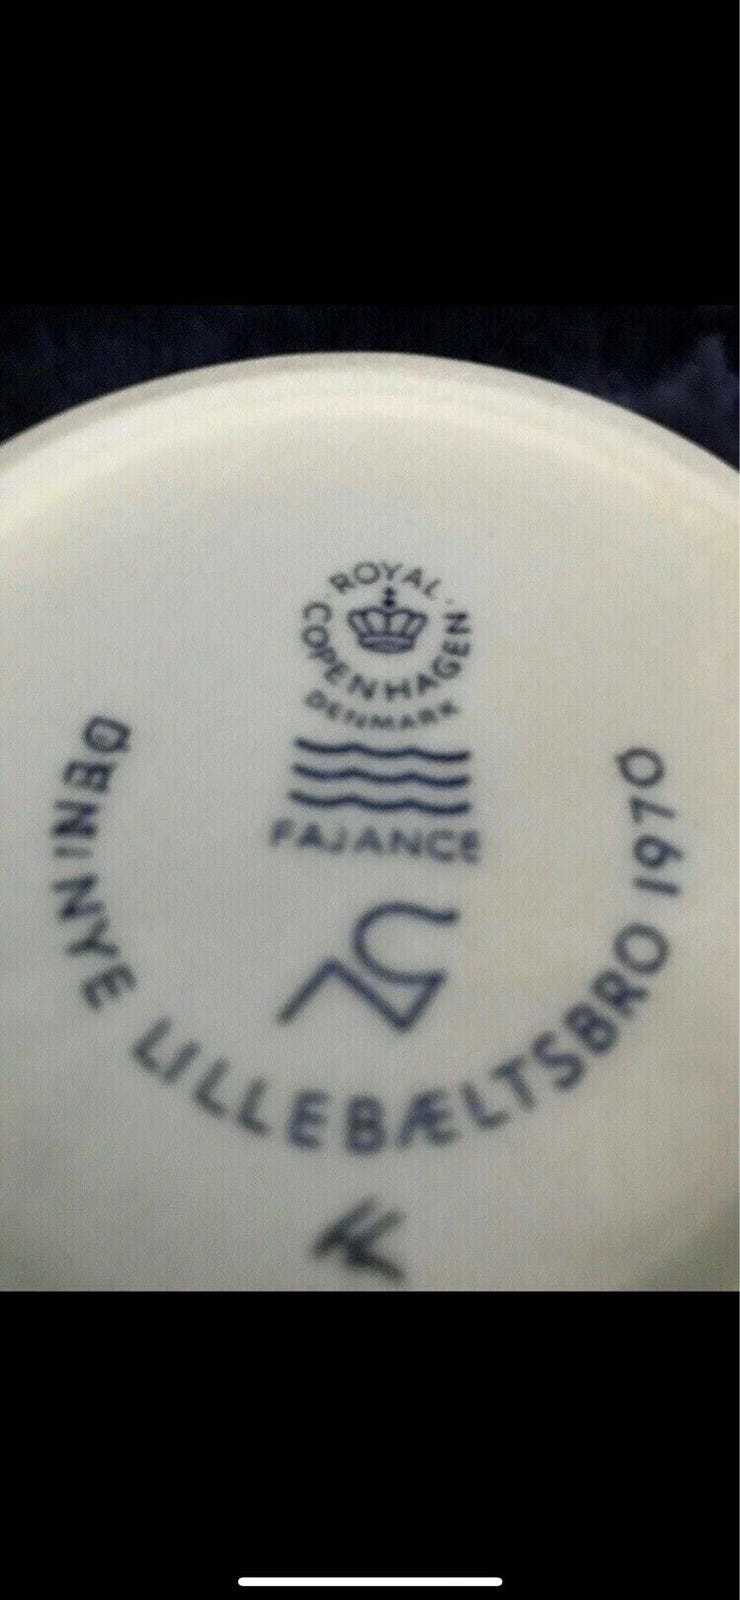 ROYAL
COPENHAGEN
DENMARK
FAJANCE
DEN NYE LILLEBÆLTSBRO 1970